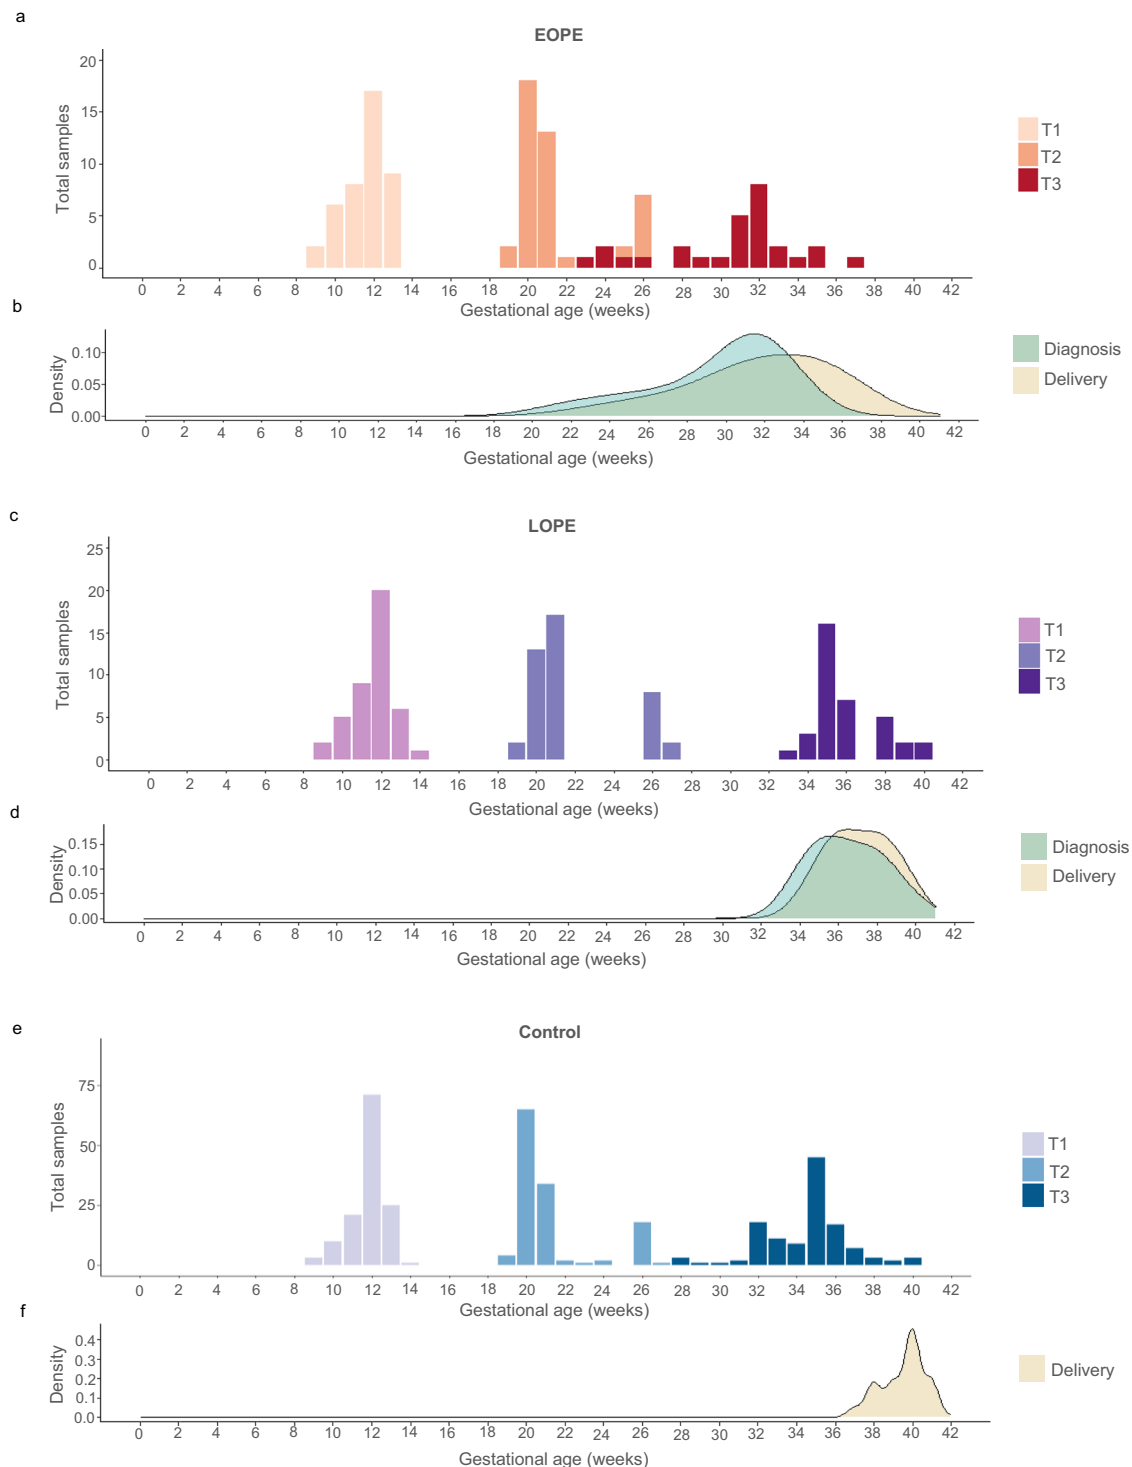 a
EOPE
20
15
10
5
0
Total samples
T1
T2
T3
0 2 4 6 8 10 12 14 16 18 20 22 24 26 28 30 32 34 36 38 40 42
Gestational age (weeks)
b
0.10
0.05
0.00
Density
Diagnosis
Delivery
0 2 4 6 8 10 12 14 16 18 20 22 24 26 28 30 32 34 36 38 40 42
Gestational age (weeks)
c
LOPE
25
20
15
10
5
0
Total samples
T1
T2
T3
0 2 4 6 8 10 12 14 16 18 20 22 24 26 28 30 32 34 36 38 40 42
Gestational age (weeks)
d
0.15
0.10
0.05
0.00
Density
Diagnosis
Delivery
0 2 4 6 8 10 12 14 16 18 20 22 24 26 28 30 32 34 36 38 40 42
Gestational age (weeks)
e
Control
75
50
25
0
Total samples
T1
T2
T3
0 2 4 6 8 10 12 14 16 18 20 22 24 26 28 30 32 34 36 38 40 42
Gestational age (weeks)
f
0.4
0.3
0.2
0.1
0.0
Density
Delivery
0 2 4 6 8 10 12 14 16 18 20 22 24 26 28 30 32 34 36 38 40 42
Gestational age (weeks)